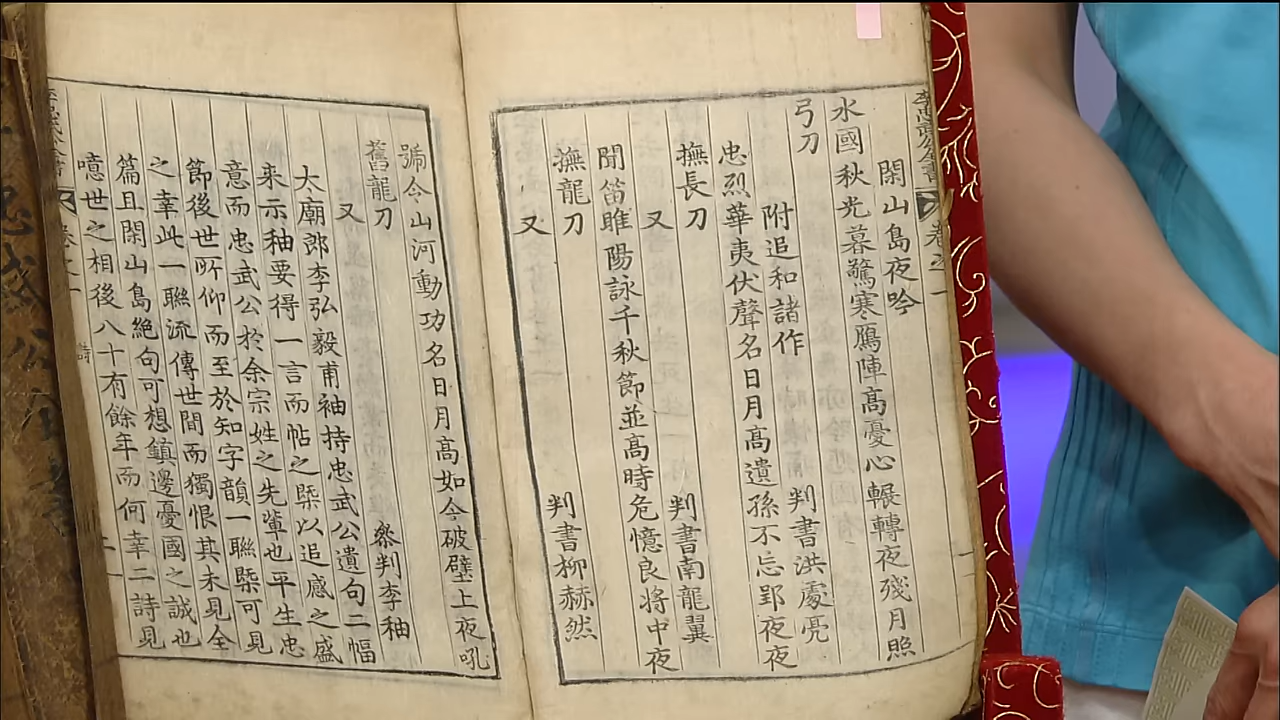 閑山島夜吟
水國秋光暮驚寒鴈陣高憂心輾轉夜殘月照
弓刀
附追和諸作
判書洪處亮
忠烈華夷伏聲名日月高遺孫不忘郢夜夜
撫長刀
又
判書南龍翼
聞笛睢陽詠千秋節並高時危憶良将中夜
撫龍刀
又
判書柳赫然
號令山河動功名日月高如今破壁上夜吼
舊龍刀
又
叅判李秞
太廟郎李弘毅甫袖持忠武公遺句二幅
来示秞要得一言而帖之槩以追感之盛
意而忠武公於余宗姓之先輩也平生忠
節後世所仰而至於知字韻一聯槩可見
之幸此一聯流傳世間而獨恨其未見全
篇且閑山島絶句可想鎮邊憂國之誠也
噫世之相後八十有餘年而何幸二詩見
卷之一
詩